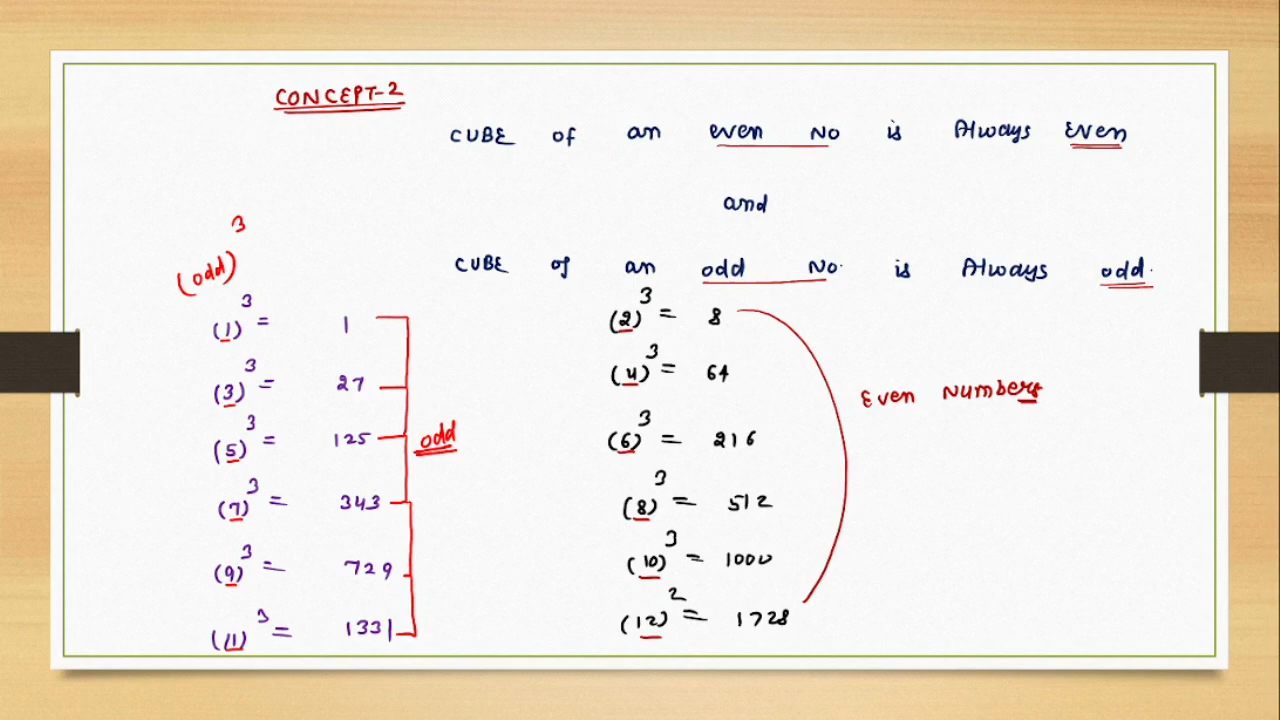 CONCEPT-2
CUBE of an even No is Always Even
and
CUBE of an odd No. is Always odd.
(odd)³
(1)³ = 1
(3)³ = 27
(5)³ = 125
(7)³ = 343
(9)³ = 729
(11)³ = 1331
odd
(2)³ = 8
(4)³ = 64
(6)³ = 216
(8)³ = 512
(10)³ = 1000
(12)² = 1728
Even Numbers